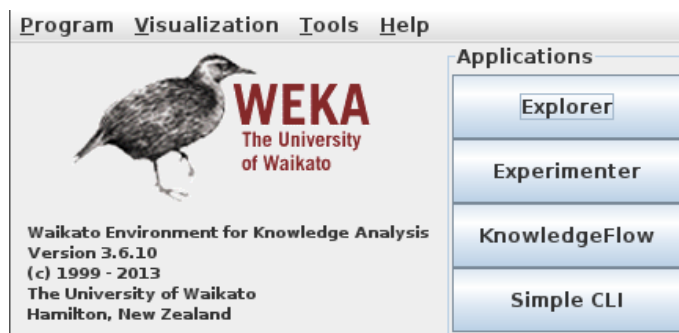 Program Visualization Tools Help
WEKA
The University
of Waikato
Waikato Environment for Knowledge Analysis
Version 3.6.10
(c) 1999 - 2013
The University of Waikato
Hamilton, New Zealand
Applications
Explorer
Experimenter
KnowledgeFlow
Simple CLI